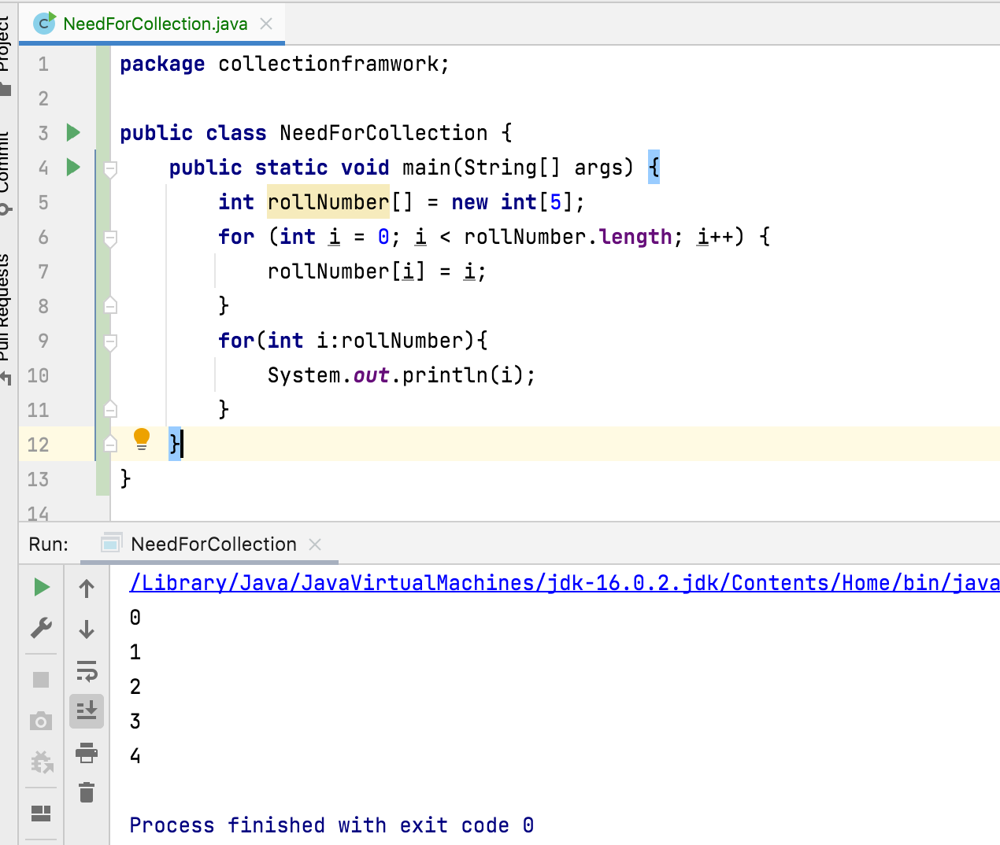 NeedForCollection.java
Project
Commit
Pull Requests
1 package collectionframwork;
2
3 public class NeedForCollection {
4 public static void main(String[] args) {
5 int rollNumber[] = new int[5];
6 for (int i = 0; i < rollNumber.length; i++) {
7 rollNumber[i] = i;
8 }
9 for(int i:rollNumber){
10 System.out.println(i);
11 }
12 }
13 }
14
Run: NeedForCollection
/Library/Java/JavaVirtualMachines/jdk-16.0.2.jdk/Contents/Home/bin/java
0
1
2
3
4
Process finished with exit code 0